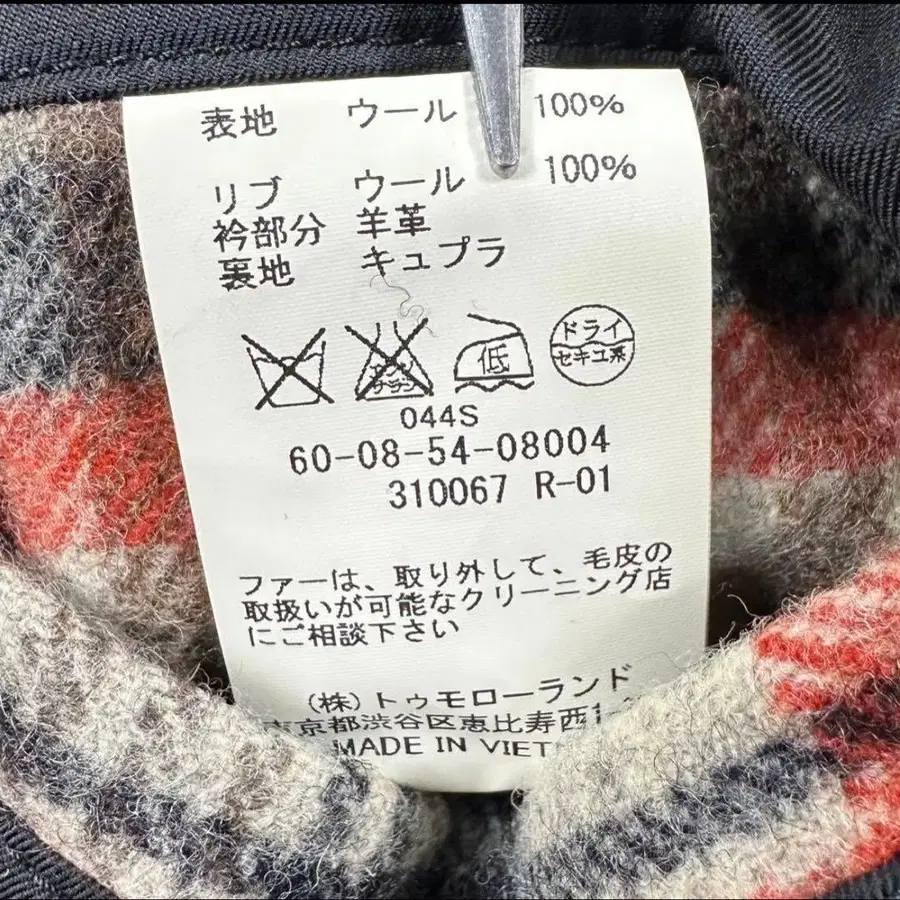 表地 ウール 100%
リブ ウール 100%
衿部分 羊革
裏地 キュプラ
低
ドライ
セキユ系
044S
60-08-54-08004
310067 R-01
ファーは、取り外して、毛皮の
取扱いが可能なクリーニング店
にご相談下さい
(株)トゥモローランド
東京都渋谷区恵比寿西1
MADE IN VIET